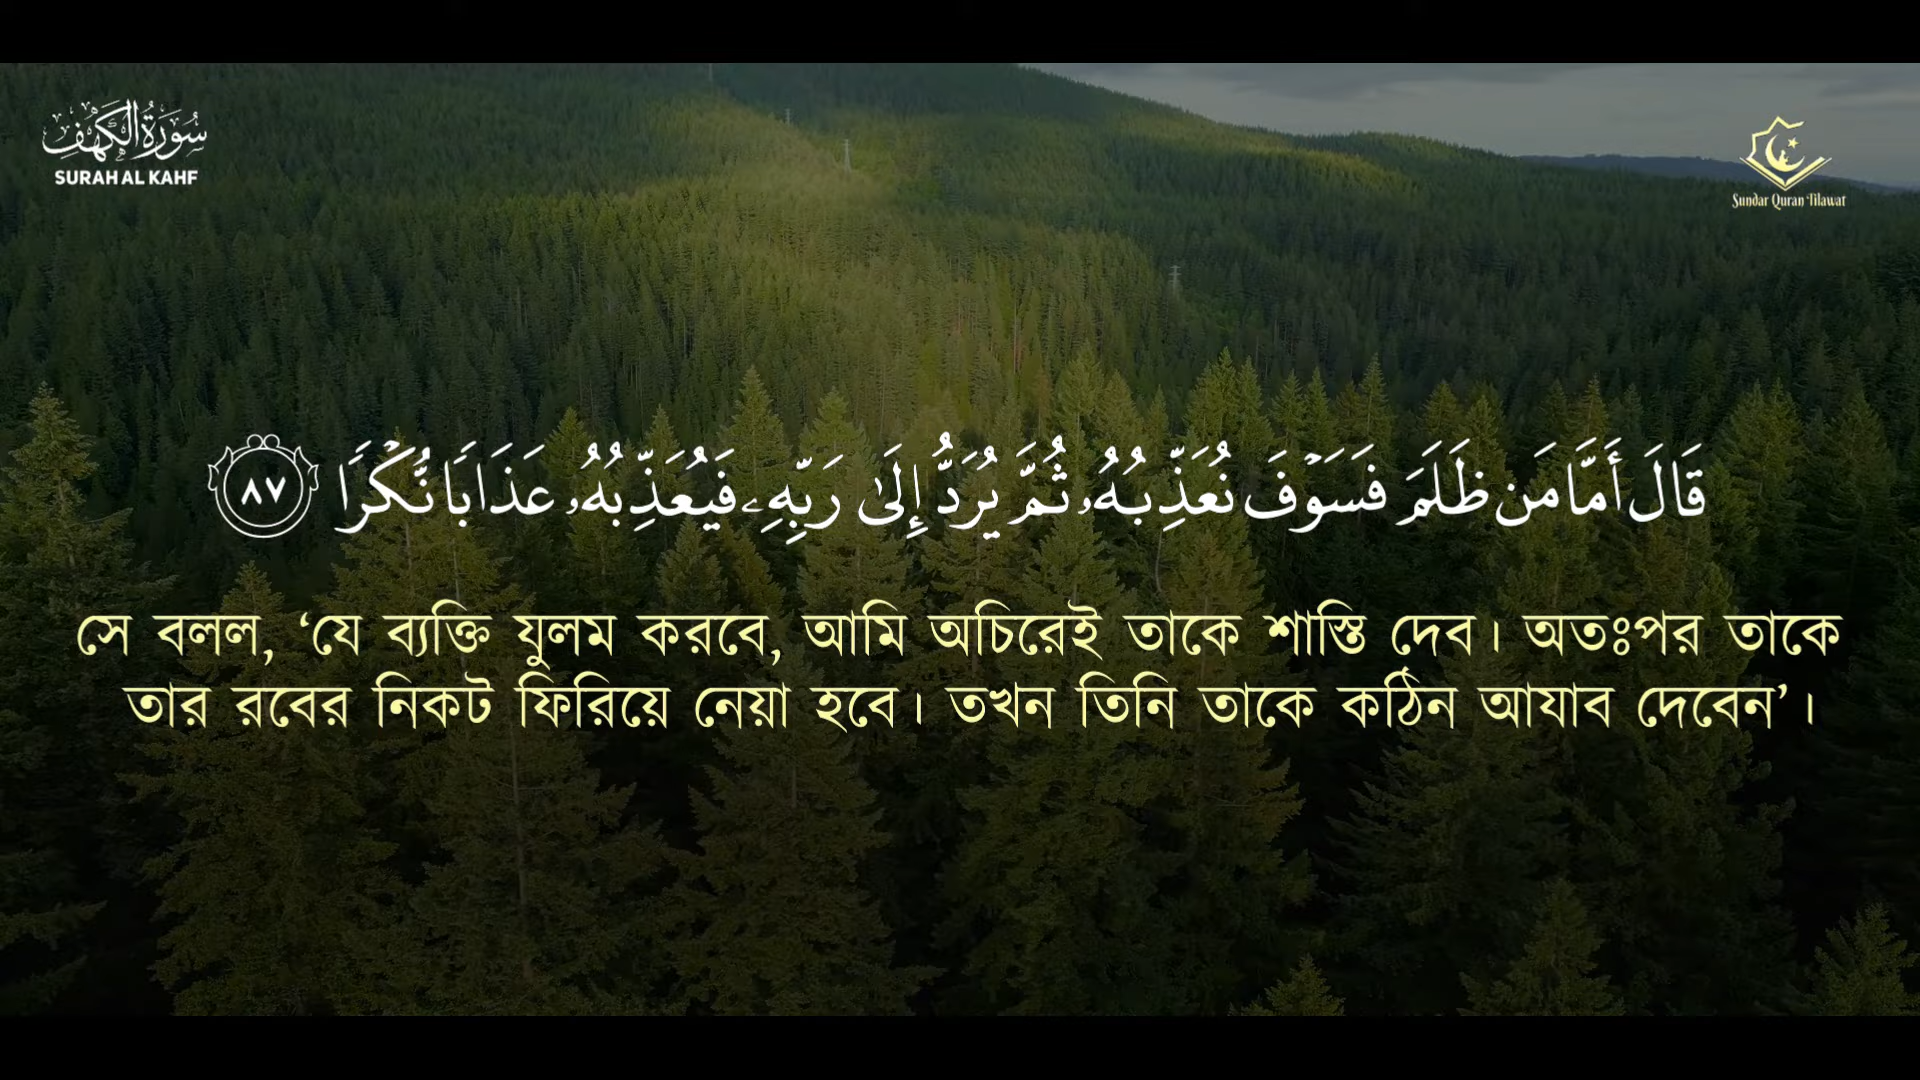 سُورَةُ الكَهْفِ
SURAH AL KAHF
Sundar Quran Tilawat
قَالَ أَمَّا مَن ظَلَمَ فَسَوْفَ نُعَذِّبُهُۥ ثُمَّ يُرَدُّ إِلَىٰ رَبِّهِۦ فَيُعَذِّبُهُۥ عَذَابًا نُّكْرًا ٨٧
সে বলল, ‘যে ব্যক্তি যুলম করবে, আমি অচিরেই তাকে শাস্তি দেব। অতঃপর তাকে
তার রবের নিকট ফিরিয়ে নেয়া হবে। তখন তিনি তাকে কঠিন আযাব দেবেন’।